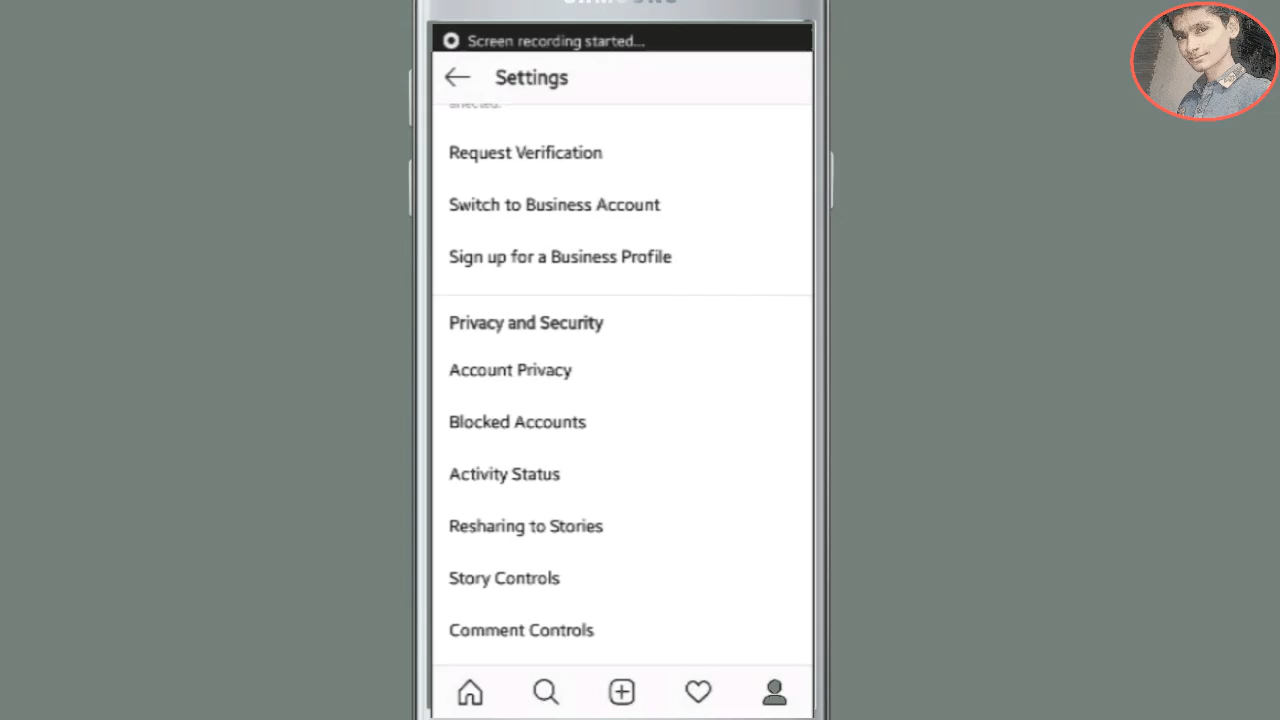 Screen recording started...
Settings
affected.
Request Verification
Switch to Business Account
Sign up for a Business Profile
Privacy and Security
Account Privacy
Blocked Accounts
Activity Status
Resharing to Stories
Story Controls
Comment Controls